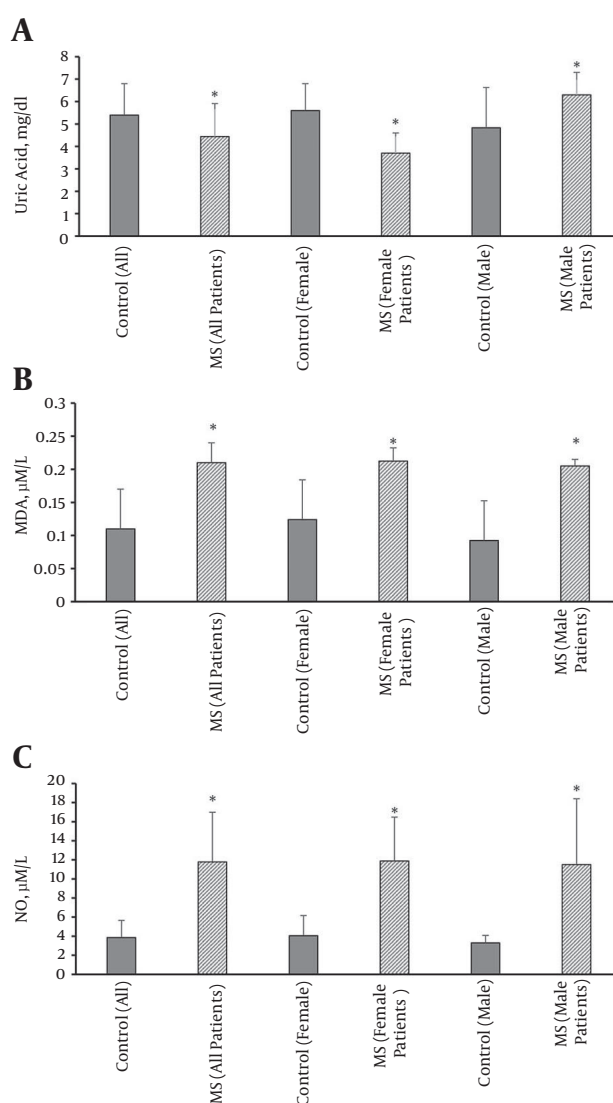 A
Uric Acid, mg/dl
8
7
6
5
4
3
2
1
0
*
*
*
Control (All)
MS (All Patients)
Control (Female)
MS (Female
Patients )
Control (Male)
MS (Male
Patients)
B
MDA, µM/L
0.3
0.25
0.2
0.15
0.1
0.05
0
*
*
*
Control (All)
MS (All Patients)
Control (Female)
MS (Female
Patients )
Control (Male)
MS (Male
Patients)
C
NO, µM/L
20
18
16
14
12
10
8
6
4
2
0
*
*
*
Control (All)
MS (All Patients)
Control (Female)
MS (Female
Patients )
Control (Male)
MS (Male
Patients)